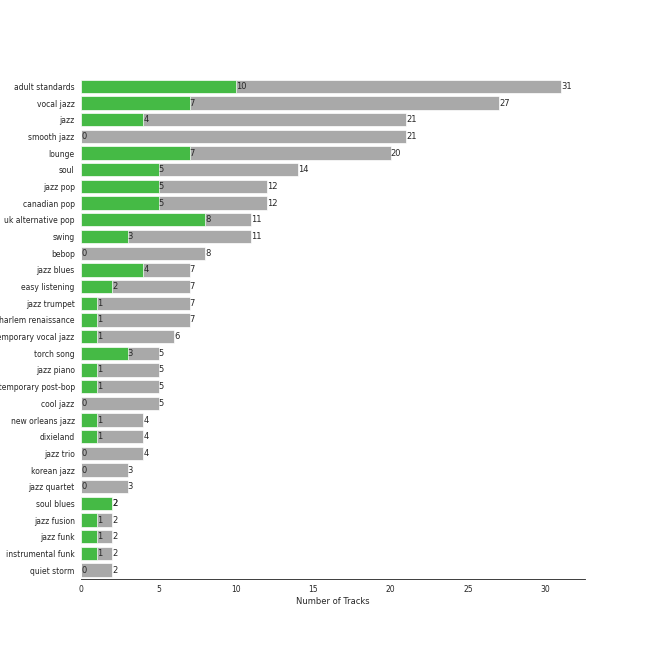 adult standards 10 31
vocal jazz 7 27
jazz 4 21
smooth jazz 0 21
lounge 7 20
soul 5 14
jazz pop 5 12
canadian pop 5 12
uk alternative pop 8 11
swing 3 11
bebop 0 8
jazz blues 4 7
easy listening 2 7
jazz trumpet 1 7
harlem renaissance 1 7
emporary vocal jazz 1 6
torch song 3 5
jazz piano 1 5
temporary post-bop 1 5
cool jazz 0 5
new orleans jazz 1 4
dixieland 1 4
jazz trio 0 4
korean jazz 0 3
jazz quartet 0 3
soul blues 2 2
jazz fusion 1 2
jazz funk 1 2
instrumental funk 1 2
quiet storm 0 2
0 5 10 15 20 25 30
Number of Tracks